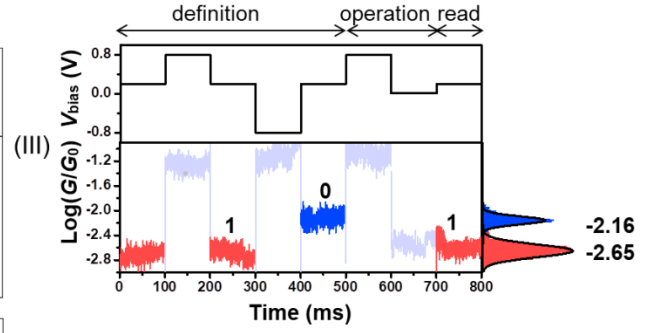 definition
operation read
(III)
V_bias (V)
0.8
0.0
-0.8
Log(G/G₀)
-1.2
-1.6
-2.0
-2.4
-2.8
1
0
1
-2.16
-2.65
0 100 200 300 400 500 600 700 800
Time (ms)